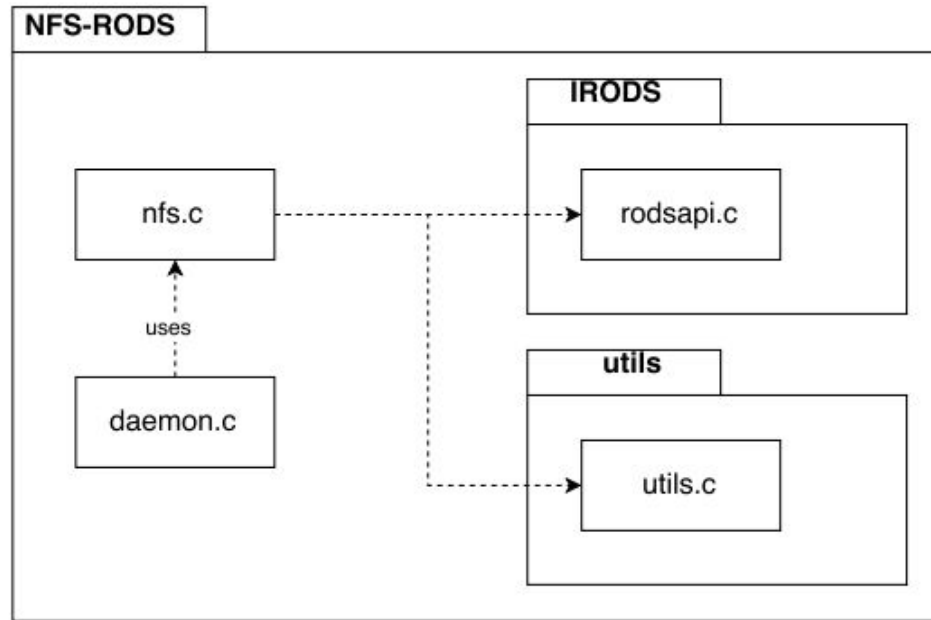 NFS-RODS
IRODS
nfs.c
rodsapi.c
uses
utils
daemon.c
utils.c